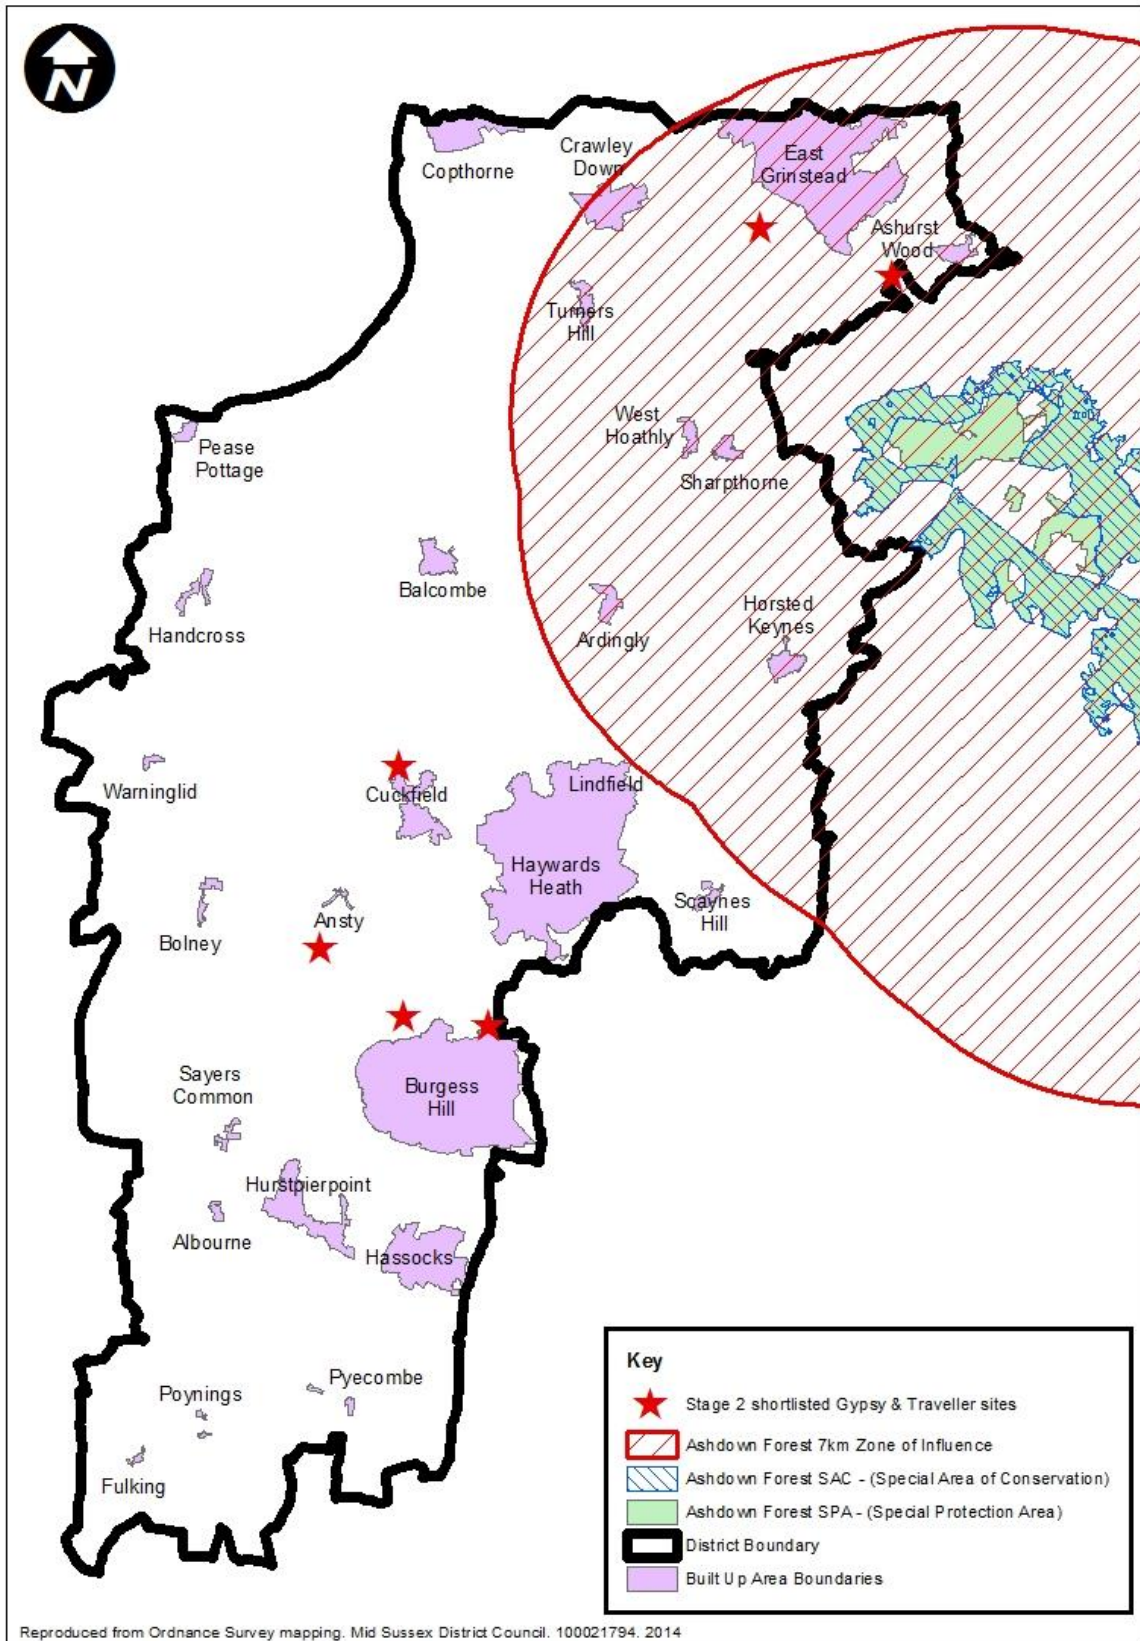 N
Copthorne
Crawley
Down
East
Grinstead
Ashurst
Wood
Turners
Hill
West
Hoathly
Sharpthorne
Pease
Pottage
Balcombe
Handcross
Ardingly
Horsted
Keynes
Warninglid
Cuckfield
Lindfield
Haywards
Heath
Scaynes
Hill
Bolney
Ansty
Sayers
Common
Burgess
Hill
Hurstpierpoint
Albourne
Hassocks
Poynings
Pyecombe
Fulking
Key
Stage 2 shortlisted Gypsy & Traveller sites
Ashdown Forest 7km Zone of Influence
Ashdown Forest SAC - (Special Area of Conservation)
Ashdown Forest SPA - (Special Protection Area)
District Boundary
Built Up Area Boundaries
Reproduced from Ordnance Survey mapping. Mid Sussex District Council. 100021794. 2014